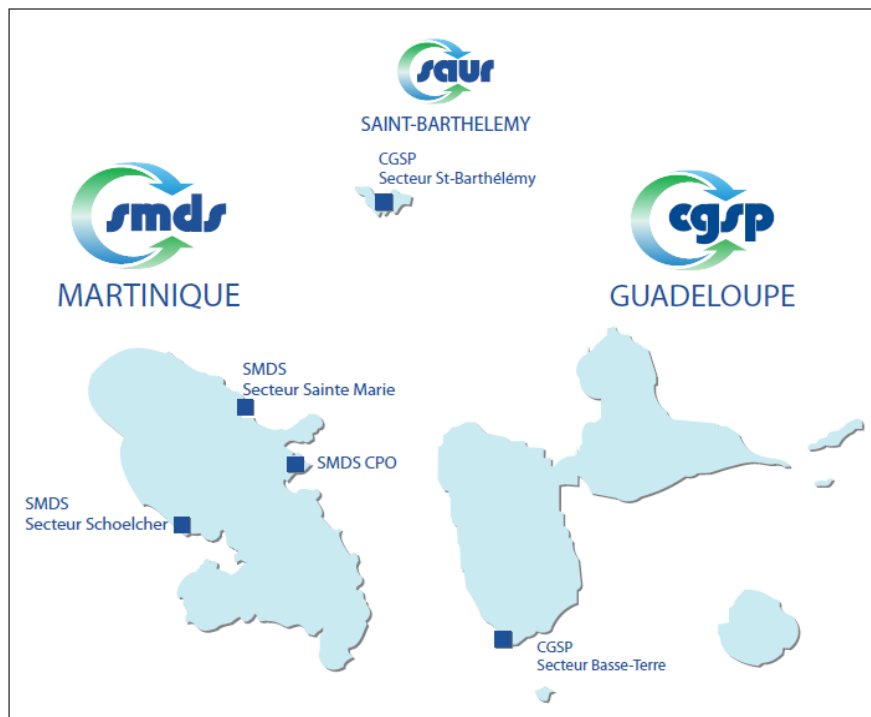 saur
SAINT-BARTHELEMY
CGSP
Secteur St-Barthélémy
smds
MARTINIQUE
cgsp
GUADELOUPE
SMDS
Secteur Sainte Marie
SMDS CPO
SMDS
Secteur Schoelcher
CGSP
Secteur Basse-Terre